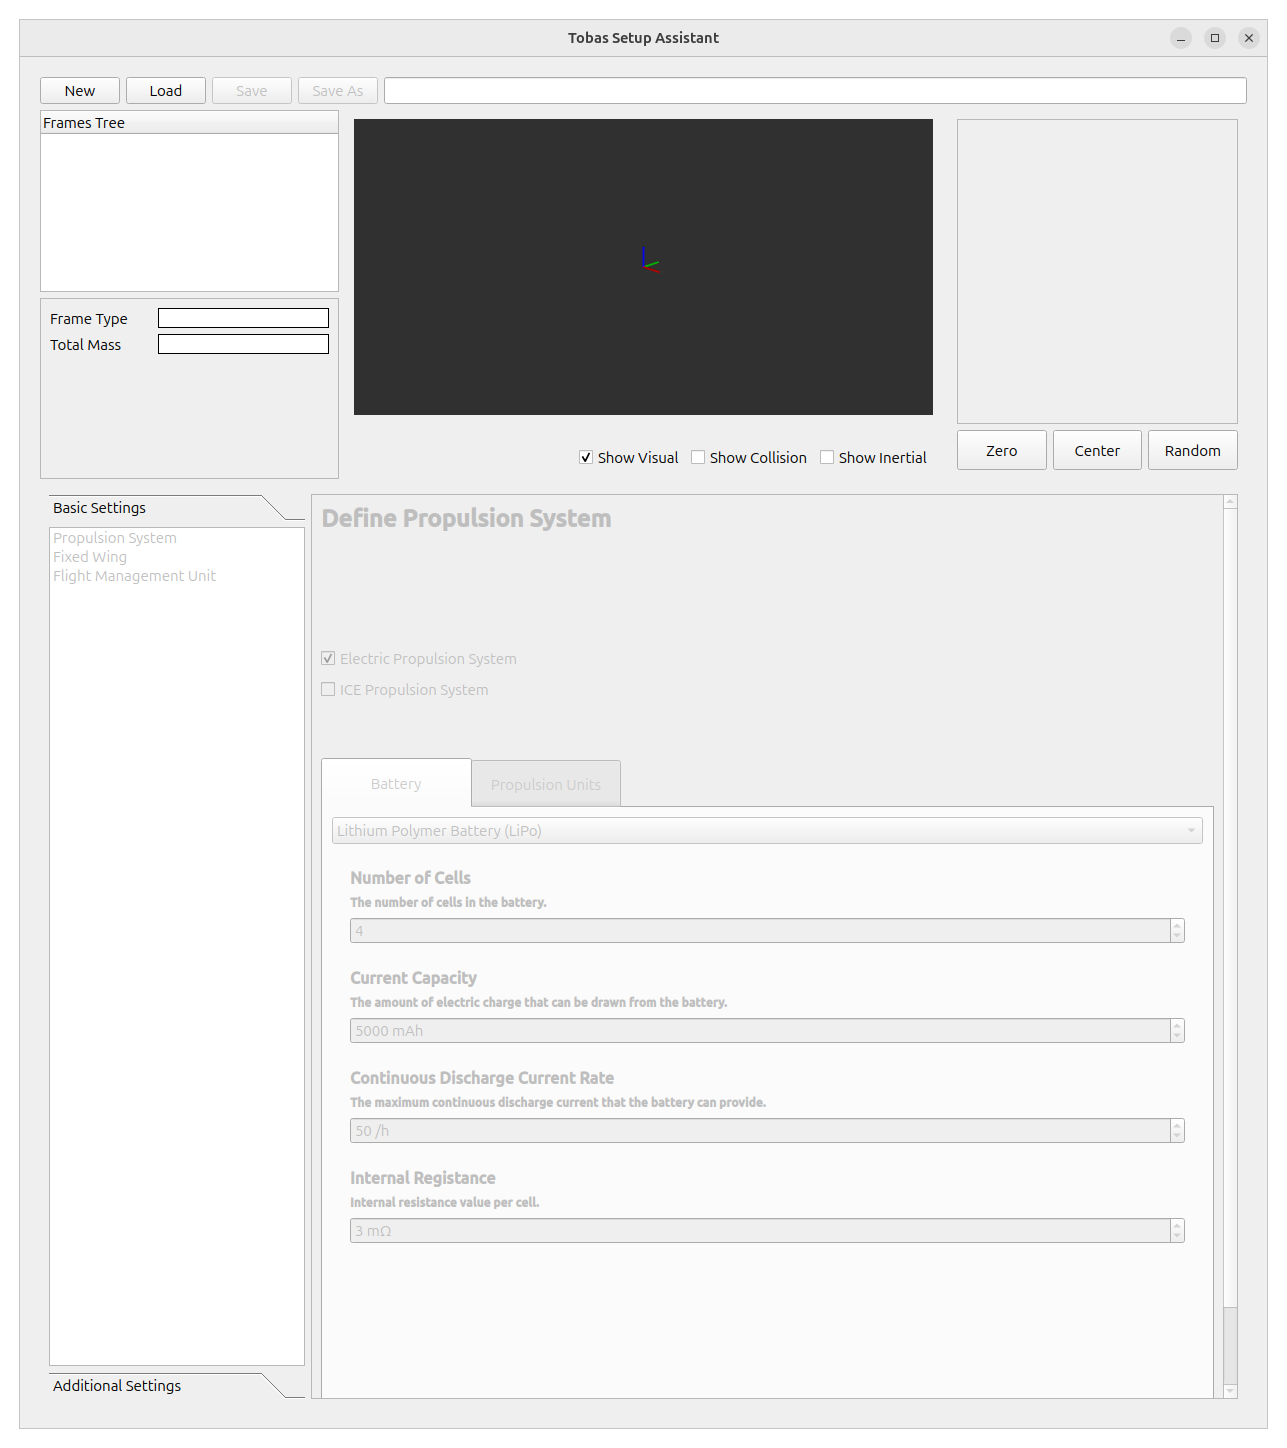 Tobas Setup Assistant
New Load Save Save As
Frames Tree
Frame Type
Total Mass
Show Visual Show Collision Show Inertial
Zero Center Random
Basic Settings
Propulsion System
Fixed Wing
Flight Management Unit
Additional Settings
Define Propulsion System
Electric Propulsion System
ICE Propulsion System
Battery Propulsion Units
Lithium Polymer Battery (LiPo)
Number of Cells
The number of cells in the battery.
4
Current Capacity
The amount of electric charge that can be drawn from the battery.
5000 mAh
Continuous Discharge Current Rate
The maximum continuous discharge current that the battery can provide.
50 /h
Internal Registance
Internal resistance value per cell.
3 mΩ